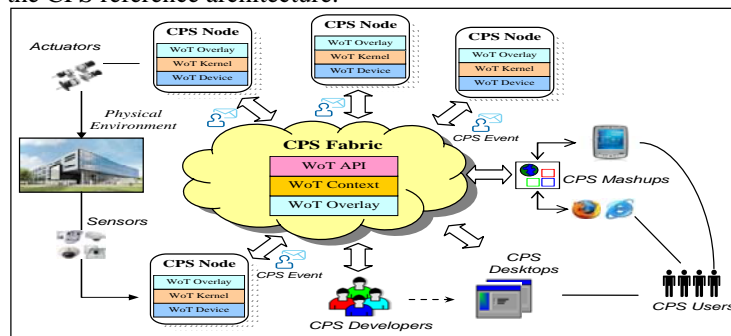 the CPS reference architecture.
Actuators
CPS Node
WoT Overlay
WoT Kernel
WoT Device
CPS Node
WoT Overlay
WoT Kernel
WoT Device
CPS Node
WoT Overlay
WoT Kernel
WoT Device
Physical
Environment
CPS Event
CPS Fabric
WoT API
WoT Context
WoT Overlay
CPS Mashups
Sensors
CPS Node
WoT Overlay
WoT Kernel
WoT Device
CPS Event
CPS Developers
CPS
Desktops
CPS Users